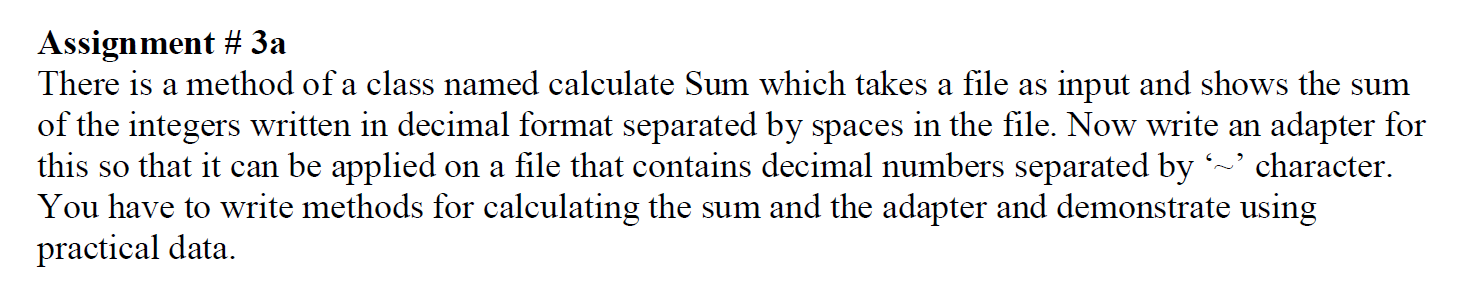 Assignment # 3a
There is a method of a class named calculate Sum which takes a file as input and shows the sum
of the integers written in decimal format separated by spaces in the file. Now write an adapter for
this so that it can be applied on a file that contains decimal numbers separated by ‘~’ character.
You have to write methods for calculating the sum and the adapter and demonstrate using
practical data.